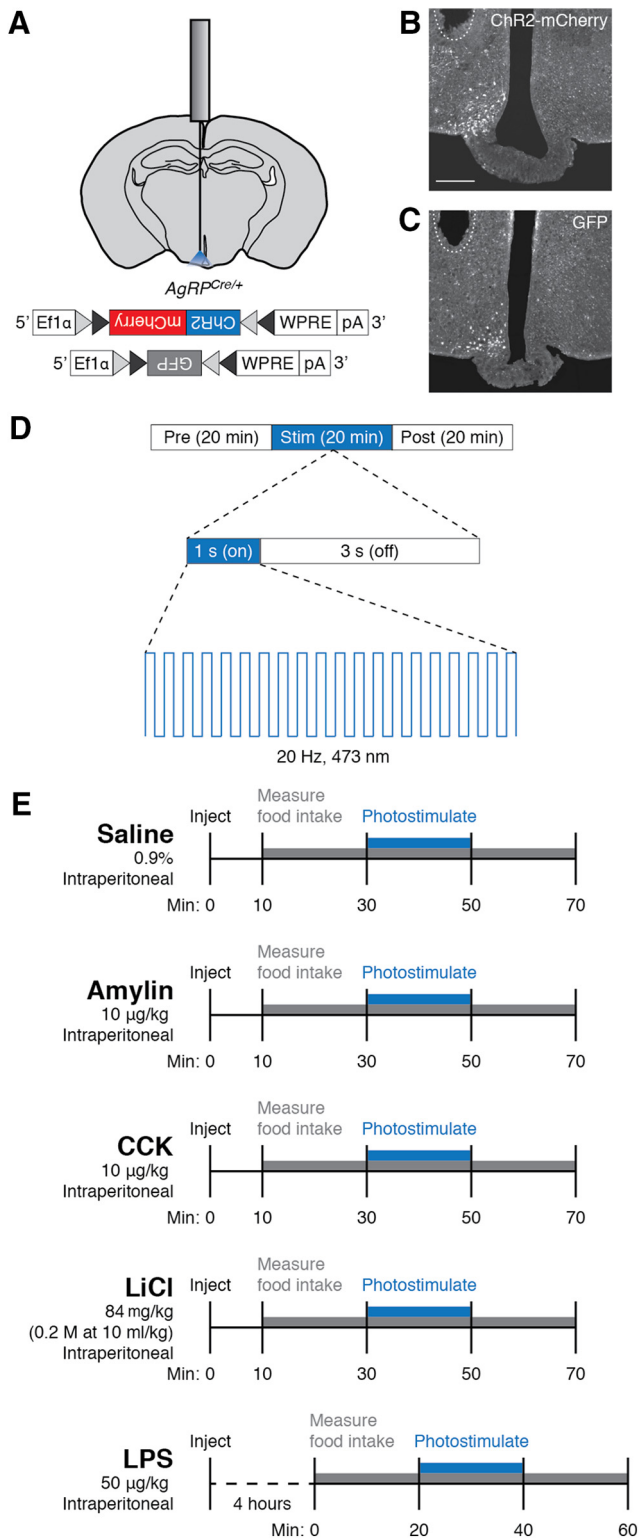 A
AgRPCre/+
5' Ef1α mCherry ChR2 WPRE pA 3'
5' Ef1α GFP WPRE pA 3'
B
ChR2-mCherry
C
GFP
D
Pre (20 min) Stim (20 min) Post (20 min)
1 s (on) 3 s (off)
20 Hz, 473 nm
E
Saline
0.9%
Intraperitoneal
Inject
Measure
food intake
Photostimulate
Min: 0 10 30 50 70
Amylin
10 µg/kg
Intraperitoneal
Inject
Measure
food intake
Photostimulate
Min: 0 10 30 50 70
CCK
10 µg/kg
Intraperitoneal
Inject
Measure
food intake
Photostimulate
Min: 0 10 30 50 70
LiCl
84 mg/kg
(0.2 M at 10 ml/kg)
Intraperitoneal
Inject
Measure
food intake
Photostimulate
Min: 0 10 30 50 70
LPS
50 µg/kg
Intraperitoneal
Inject
4 hours
Measure
food intake
Photostimulate
Min: 0 20 40 60